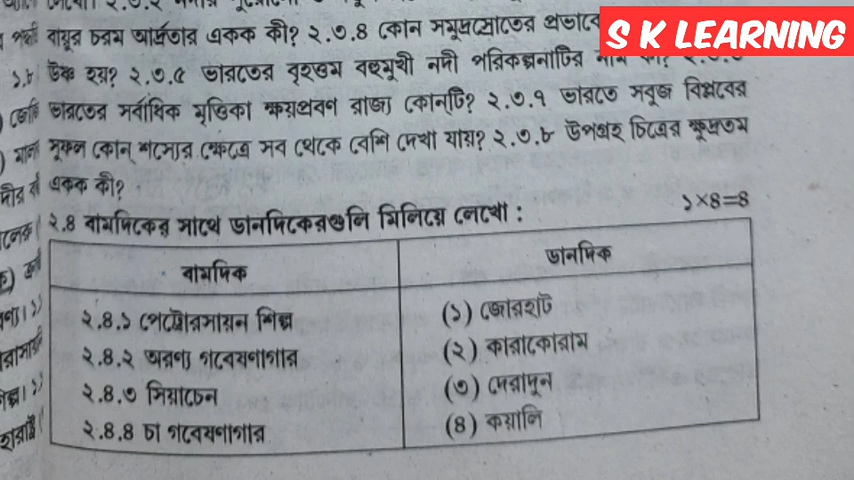 S K LEARNING
বায়ুর চরম আর্দ্রতার একক কী? ২.৩.৪ কোন সমুদ্রস্রোতের প্রভাবে
উষ্ণ হয়? ২.৩.৫ ভারতের বৃহত্তম বহুমুখী নদী পরিকল্পনাটির নাম কী?
ভারতের সর্বাধিক মৃত্তিকা ক্ষয়প্রবণ রাজ্য কোনটি? ২.৩.৭ ভারতে সবুজ বিপ্লবের
সুফল কোন্ শস্যের ক্ষেত্রে সব থেকে বেশি দেখা যায়? ২.৩.৮ উপগ্রহ চিত্রের ক্ষুদ্রতম
একক কী?
২.৪ বামদিকের সাথে ডানদিকেরগুলি মিলিয়ে লেখো : ১×৪=৪
বামদিক ডানদিক
২.৪.১ পেট্রোরসায়ন শিল্প (১) জোরহাট
২.৪.২ অরণ্য গবেষণাগার (২) কারাকোরাম
২.৪.৩ সিয়াচেন (৩) দেরাদুন
২.৪.৪ চা গবেষণাগার (৪) কয়ালি